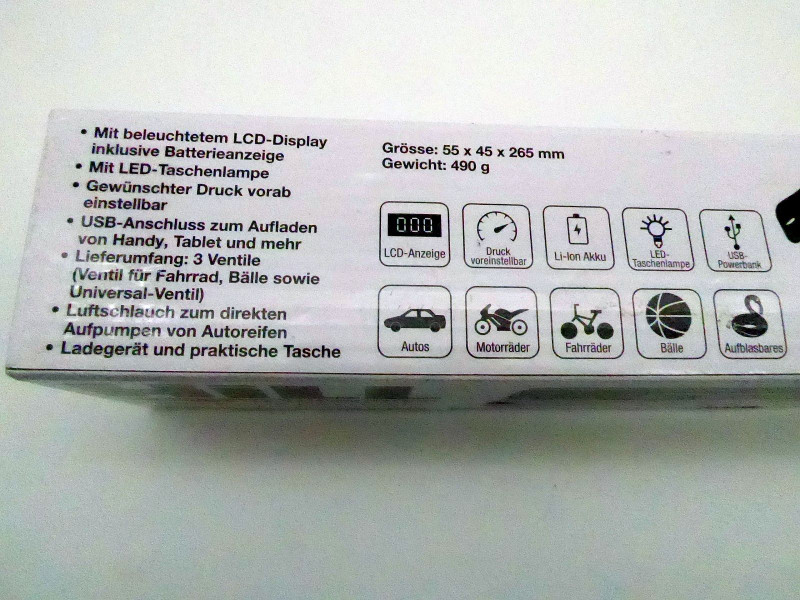 • Mit beleuchtetem LCD-Display
inklusive Batterieanzeige
• Mit LED-Taschenlampe
• Gewünschter Druck vorab
einstellbar
• USB-Anschluss zum Aufladen
von Handy, Tablet und mehr
• Lieferumfang: 3 Ventile
(Ventil für Fahrrad, Bälle sowie
Universal-Ventil)
• Luftschlauch zum direkten
Aufpumpen von Autoreifen
• Ladegerät und praktische Tasche
Grösse: 55 x 45 x 265 mm
Gewicht: 490 g
000
LCD-Anzeige
Druck
voreinstellbar
Li-Ion Akku
LED-
Taschenlampe
USB-
Powerbank
Autos
Motorräder
Fahrräder
Bälle
Aufblasbares